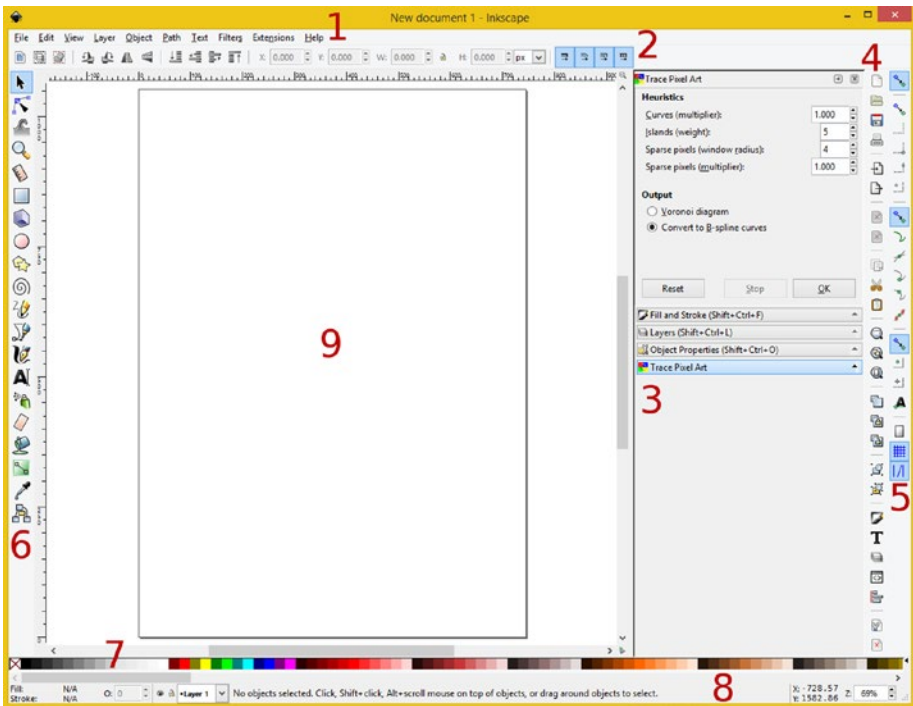 New document 1 - Inkscape
1
File Edit View Layer Object Path Text Filters Extensions Help
2
X: 0.000 Y: 0.000 W: 0.000 H: 0.000 px
4
Trace Pixel Art
Heuristics
Curves (multiplier): 1.000
Islands (weight): 5
Sparse pixels (window radius): 4
Sparse pixels (multiplier): 1.000
Output
Voronoi diagram
Convert to B-spline curves
Reset Stop OK
Fill and Stroke (Shift+Ctrl+F)
Layers (Shift+Ctrl+L)
Object Properties (Shift+Ctrl+O)
Trace Pixel Art
9
3
5
6
7
8
Fill: N/A
Stroke: N/A
O: 0
•Layer 1
No objects selected. Click, Shift+click, Alt+scroll mouse on top of objects, or drag around objects to select.
X: -728.57
Y: 1582.86
Z: 69%